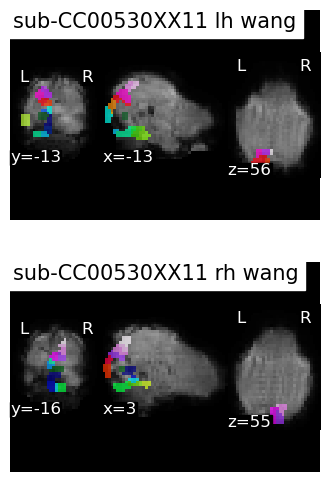 sub-CC00530XX11 lh wang
L R L R
y=-13 x=-13 z=56
sub-CC00530XX11 rh wang
L R L R
y=-16 x=3 z=55